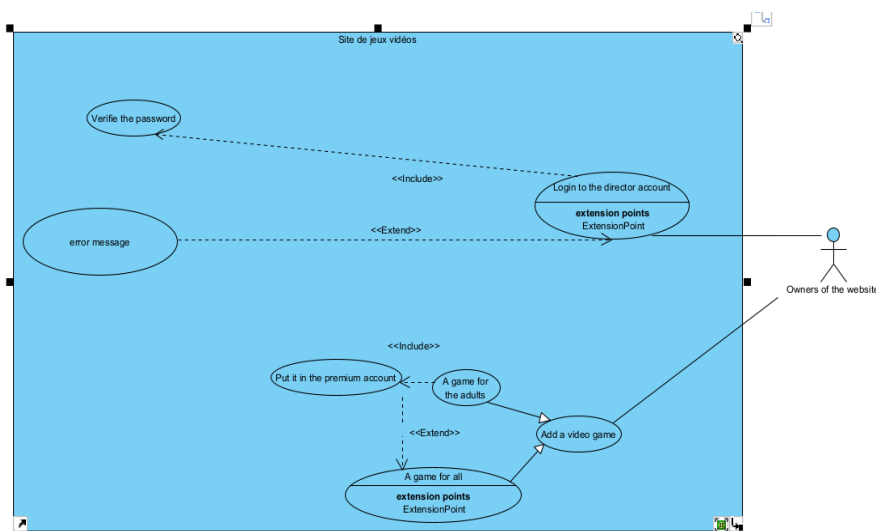 Site de jeux vidéos
Verifie the password
<<Include>>
Login to the director account
extension points
ExtensionPoint
<<Extend>>
error message
Owners of the website
<<Include>>
Put it in the premium account
A game for
the adults
<<Extend>>
Add a video game
A game for all
extension points
ExtensionPoint